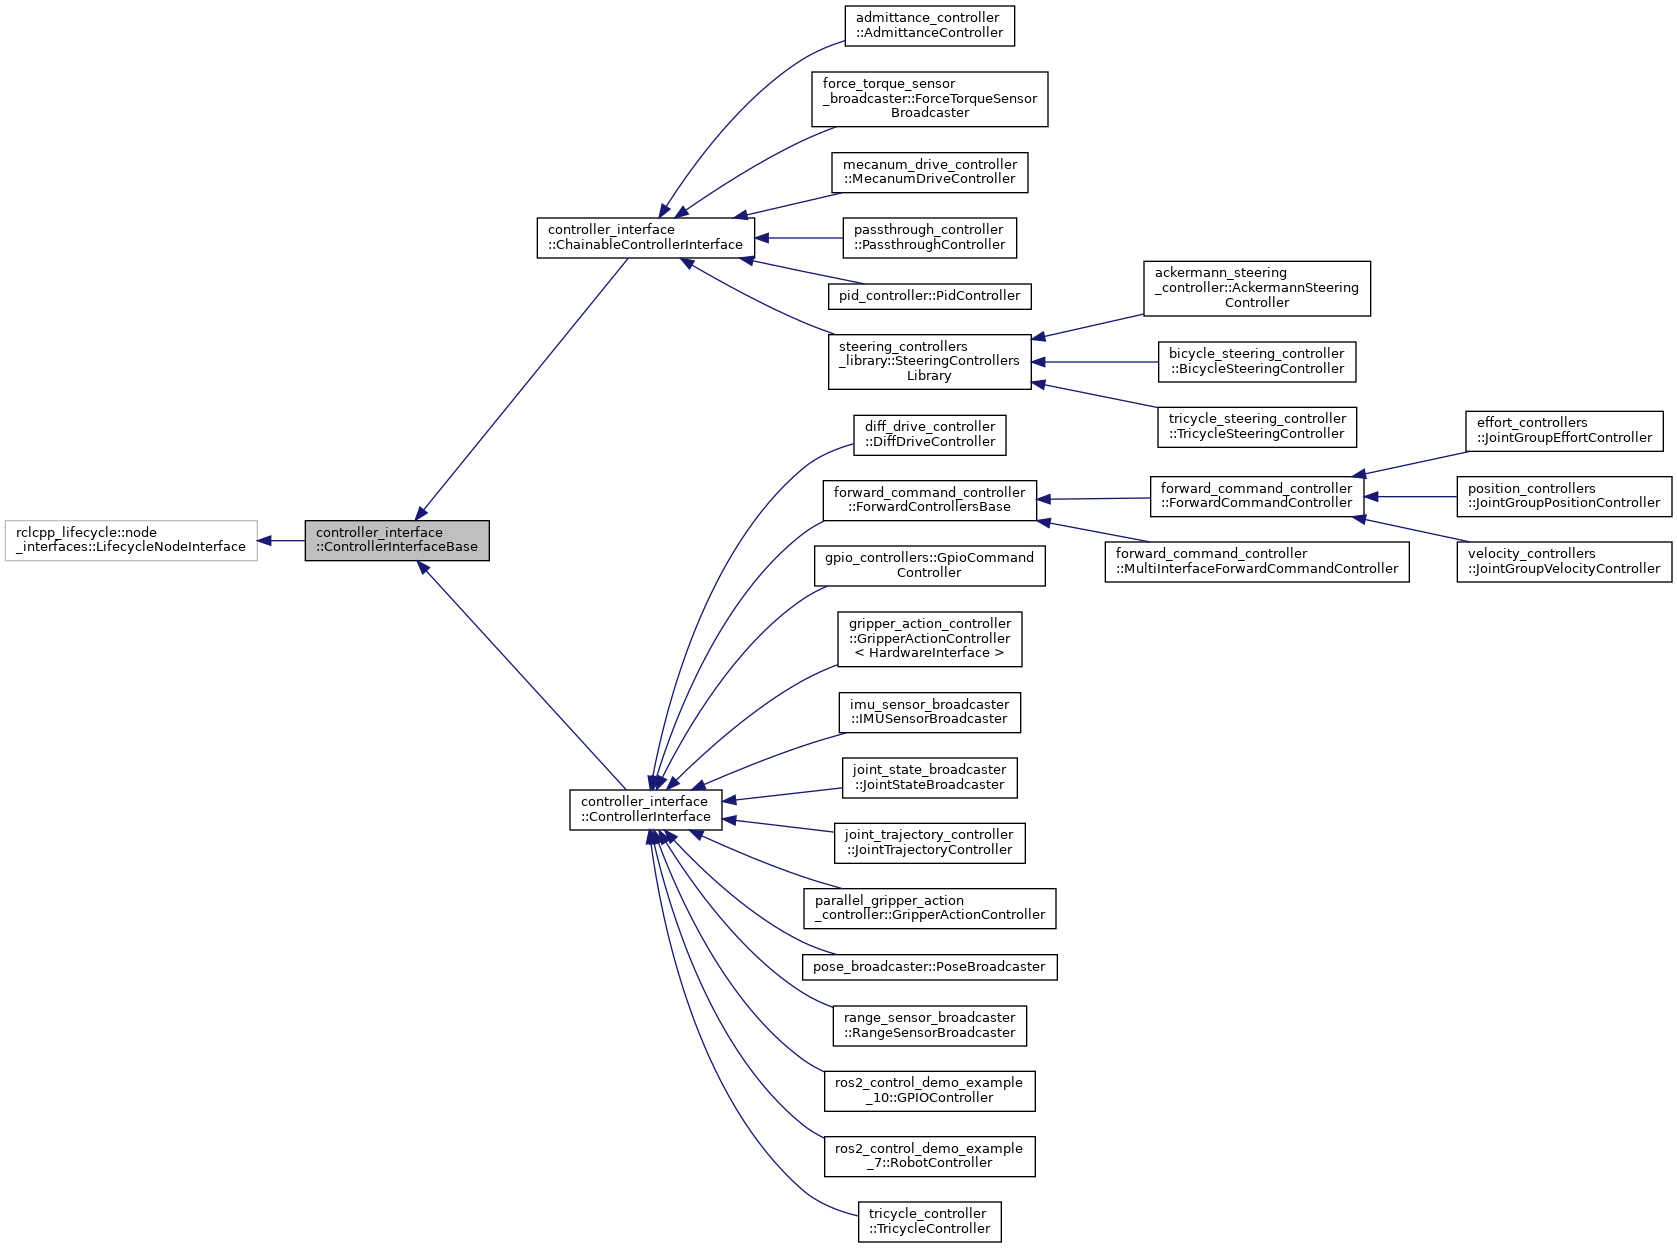 admittance_controller
::AdmittanceController
force_torque_sensor
_broadcaster::ForceTorqueSensor
Broadcaster
mecanum_drive_controller
::MecanumDriveController
controller_interface
::ChainableControllerInterface
passthrough_controller
::PassthroughController
pid_controller::PidController
steering_controllers
_library::SteeringControllers
Library
ackermann_steering
_controller::AckermannSteering
Controller
bicycle_steering_controller
::BicycleSteeringController
tricycle_steering_controller
::TricycleSteeringController
diff_drive_controller
::DiffDriveController
forward_command_controller
::ForwardControllersBase
forward_command_controller
::ForwardCommandController
effort_controllers
::JointGroupEffortController
position_controllers
::JointGroupPositionController
velocity_controllers
::JointGroupVelocityController
forward_command_controller
::MultiInterfaceForwardCommandController
rclcpp_lifecycle::node
_interfaces::LifecycleNodeInterface
controller_interface
::ControllerInterfaceBase
gpio_controllers::GpioCommand
Controller
gripper_action_controller
::GripperActionController
< HardwareInterface >
imu_sensor_broadcaster
::IMUSensorBroadcaster
joint_state_broadcaster
::JointStateBroadcaster
controller_interface
::ControllerInterface
joint_trajectory_controller
::JointTrajectoryController
parallel_gripper_action
_controller::GripperActionController
pose_broadcaster::PoseBroadcaster
range_sensor_broadcaster
::RangeSensorBroadcaster
ros2_control_demo_example
_10::GPIOController
ros2_control_demo_example
_7::RobotController
tricycle_controller
::TricycleController